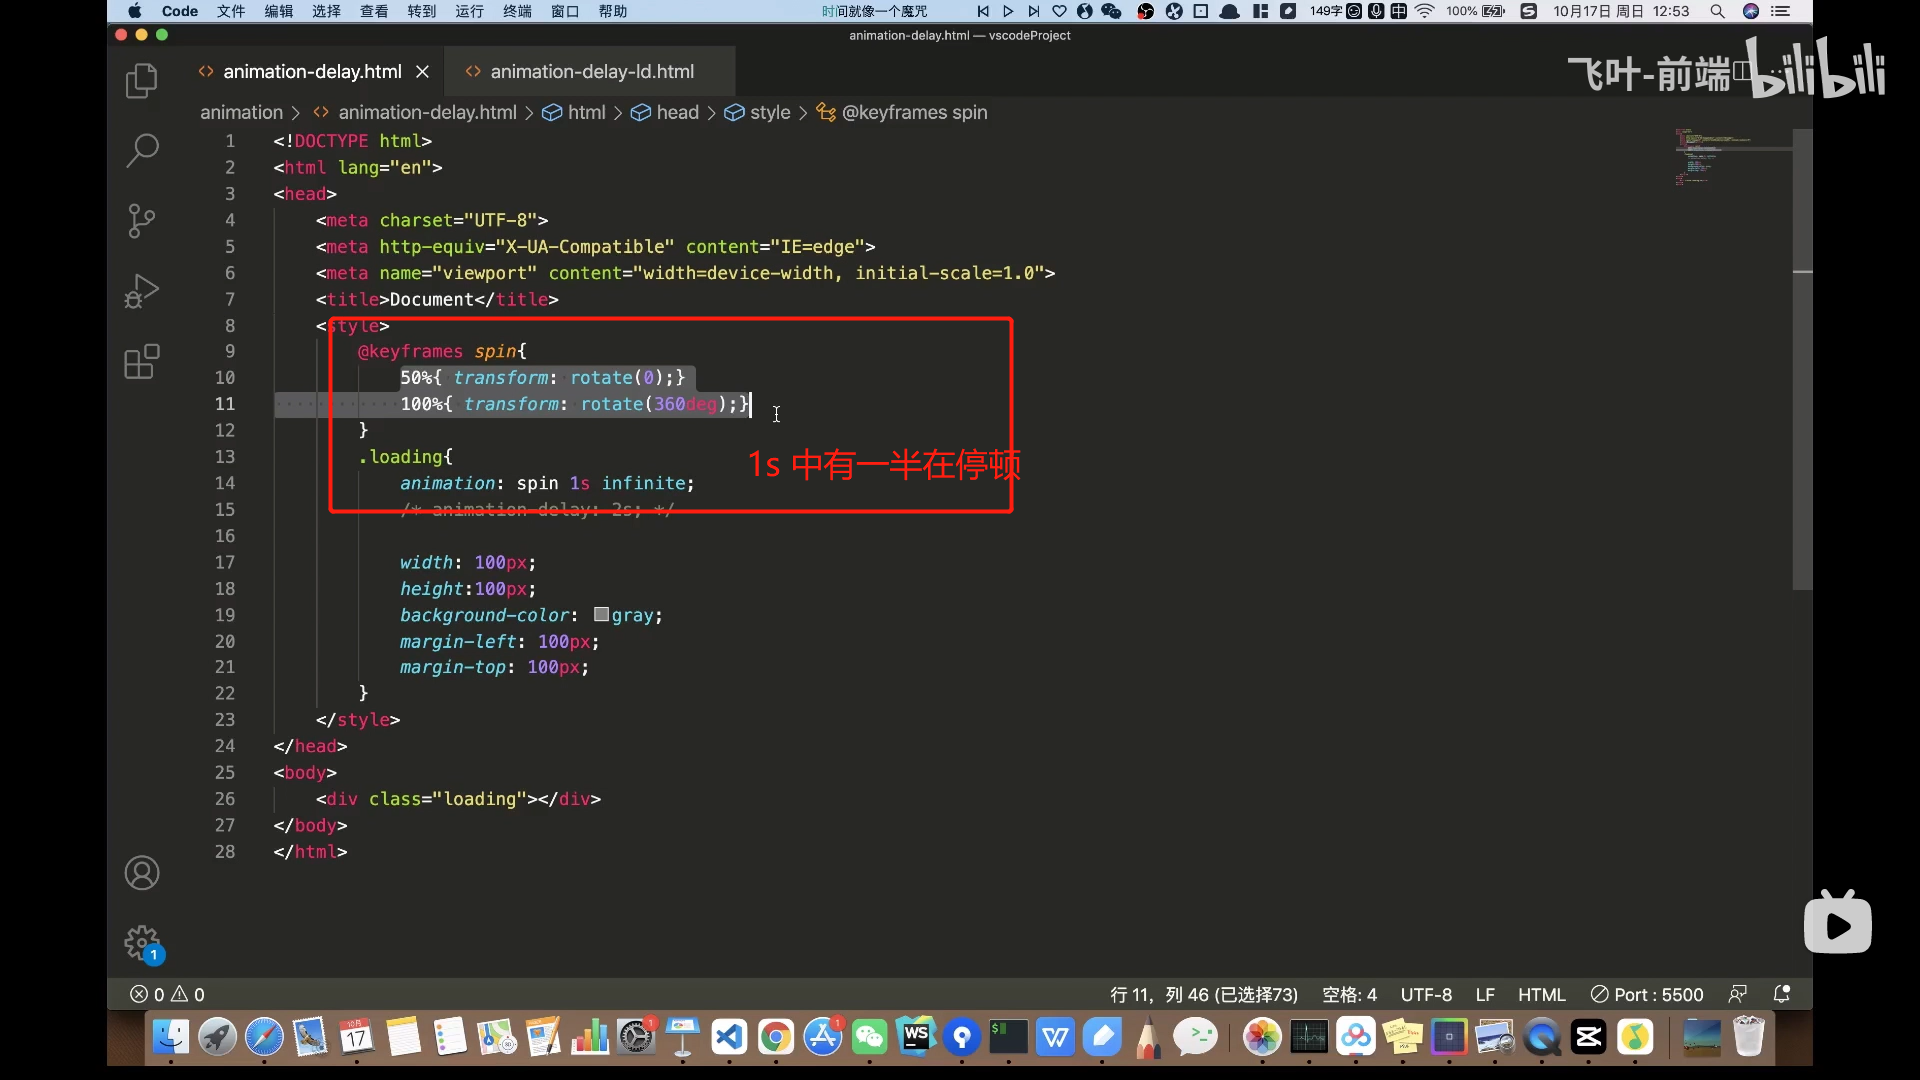 Code 文件 编辑 选择 查看 转到 运行 终端 窗口 帮助 时间就像一个魔咒 149字 中 100% 10月17日 周日 12:53
animation-delay.html — vscodeProject
animation-delay.html animation-delay-ld.html
飞叶-前端 bilibili
animation > animation-delay.html > html > head > style > @keyframes spin
1 <!DOCTYPE html>
2 <html lang="en">
3 <head>
4 <meta charset="UTF-8">
5 <meta http-equiv="X-UA-Compatible" content="IE=edge">
6 <meta name="viewport" content="width=device-width, initial-scale=1.0">
7 <title>Document</title>
8 <style>
9 @keyframes spin{
10 50%{ transform: rotate(0);}
11 100%{ transform: rotate(360deg);}
12 }
13 .loading{
1s 中有一半在停顿
14 animation: spin 1s infinite;
15 /* animation-delay: 2s; */
16
17 width: 100px;
18 height:100px;
19 background-color: gray;
20 margin-left: 100px;
21 margin-top: 100px;
22 }
23 </style>
24 </head>
25 <body>
26 <div class="loading"></div>
27 </body>
28 </html>
1
0 0 行 11，列 46 (已选择73) 空格: 4 UTF-8 LF HTML Port : 5500
10月 17 1 1 WS $